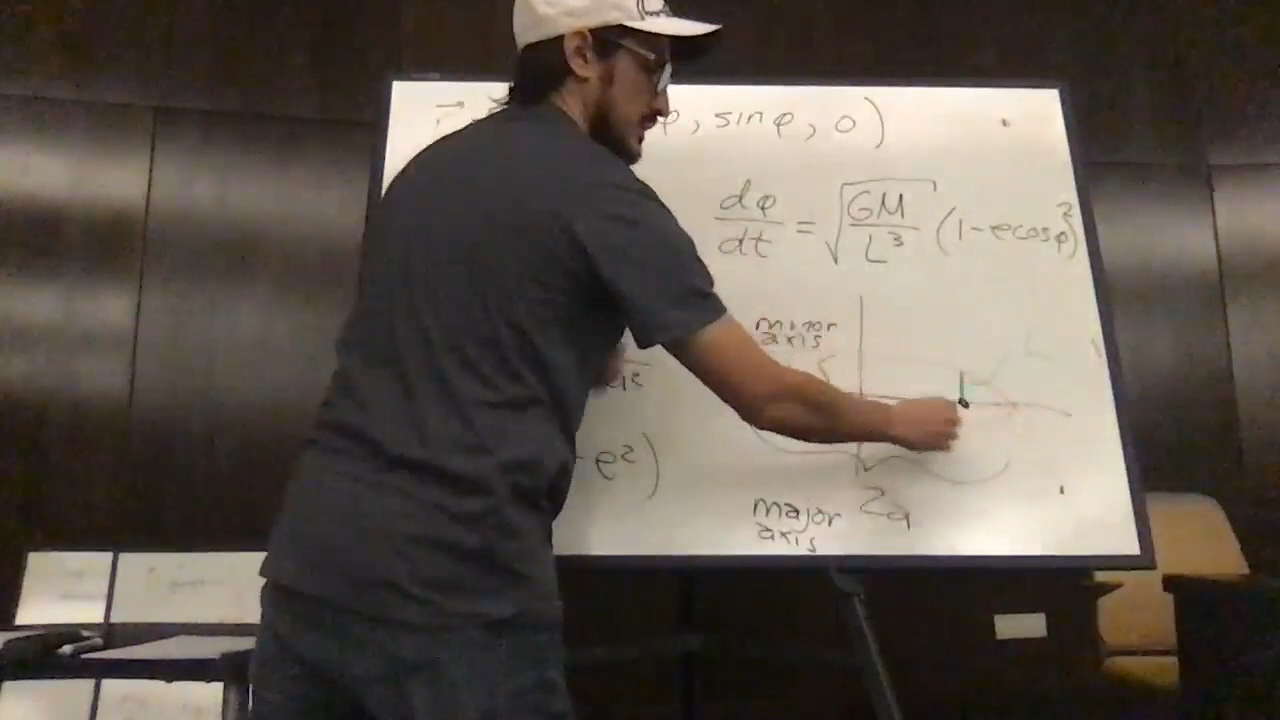 φ, sinφ, 0)
dφ/dt = √(GM/L³) (1-ecosφ)²
minor
axis
e²)
2a
major
axis